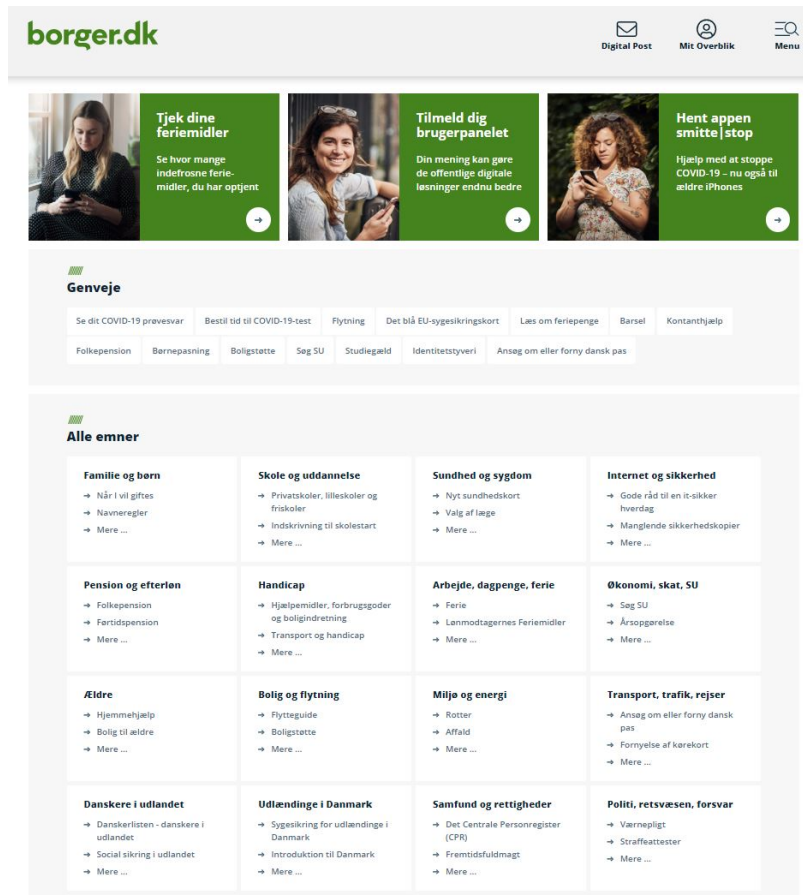 borger.dk
Digital Post
Mit Overblik
Menu
Tjek dine
feriemidler
Se hvor mange
indefrosne ferie-
midler, du har optjent
Tilmeld dig
brugerpanelet
Din mening kan gøre
de offentlige digitale
løsninger endnu bedre
Hent appen
smitte|stop
Hjælp med at stoppe
COVID-19 – nu også til
ældre iPhones
Genveje
Se dit COVID-19 prøvesvar
Bestil tid til COVID-19-test
Flytning
Det blå EU-sygesikringskort
Læs om feriepenge
Barsel
Kontanthjælp
Folkepension
Børnepasning
Boligstøtte
Søg SU
Studiegæld
Identitetstyveri
Ansøg om eller forny dansk pas
Alle emner
Familie og børn
Når I vil giftes
Navneregler
Mere ...
Skole og uddannelse
Privatskoler, lilleskoler og
friskoler
Indskrivning til skolestart
Mere ...
Sundhed og sygdom
Nyt sundhedskort
Valg af læge
Mere ...
Internet og sikkerhed
Gode råd til en it-sikker
hverdag
Manglende sikkerhedskopier
Mere ...
Pension og efterløn
Folkepension
Førtidspension
Mere ...
Handicap
Hjælpemidler, forbrugsgoder
og boligindretning
Transport og handicap
Mere ...
Arbejde, dagpenge, ferie
Ferie
Lønmodtagernes Feriemidler
Mere ...
Økonomi, skat, SU
Søg SU
Årsopgørelse
Mere ...
Ældre
Hjemmehjælp
Bolig til ældre
Mere ...
Bolig og flytning
Flytteguide
Boligstøtte
Mere ...
Miljø og energi
Rotter
Affald
Mere ...
Transport, trafik, rejser
Ansøg om eller forny dansk
pas
Fornyelse af kørekort
Mere ...
Danskere i udlandet
Danskerlisten - danskere i
udlandet
Social sikring i udlandet
Mere ...
Udlændinge i Danmark
Sygesikring for udlændinge i
Danmark
Introduktion til Danmark
Mere ...
Samfund og rettigheder
Det Centrale Personregister
(CPR)
Fremtidsfuldmagt
Mere ...
Politi, retsvæsen, forsvar
Værnepligt
Straffeattester
Mere ...